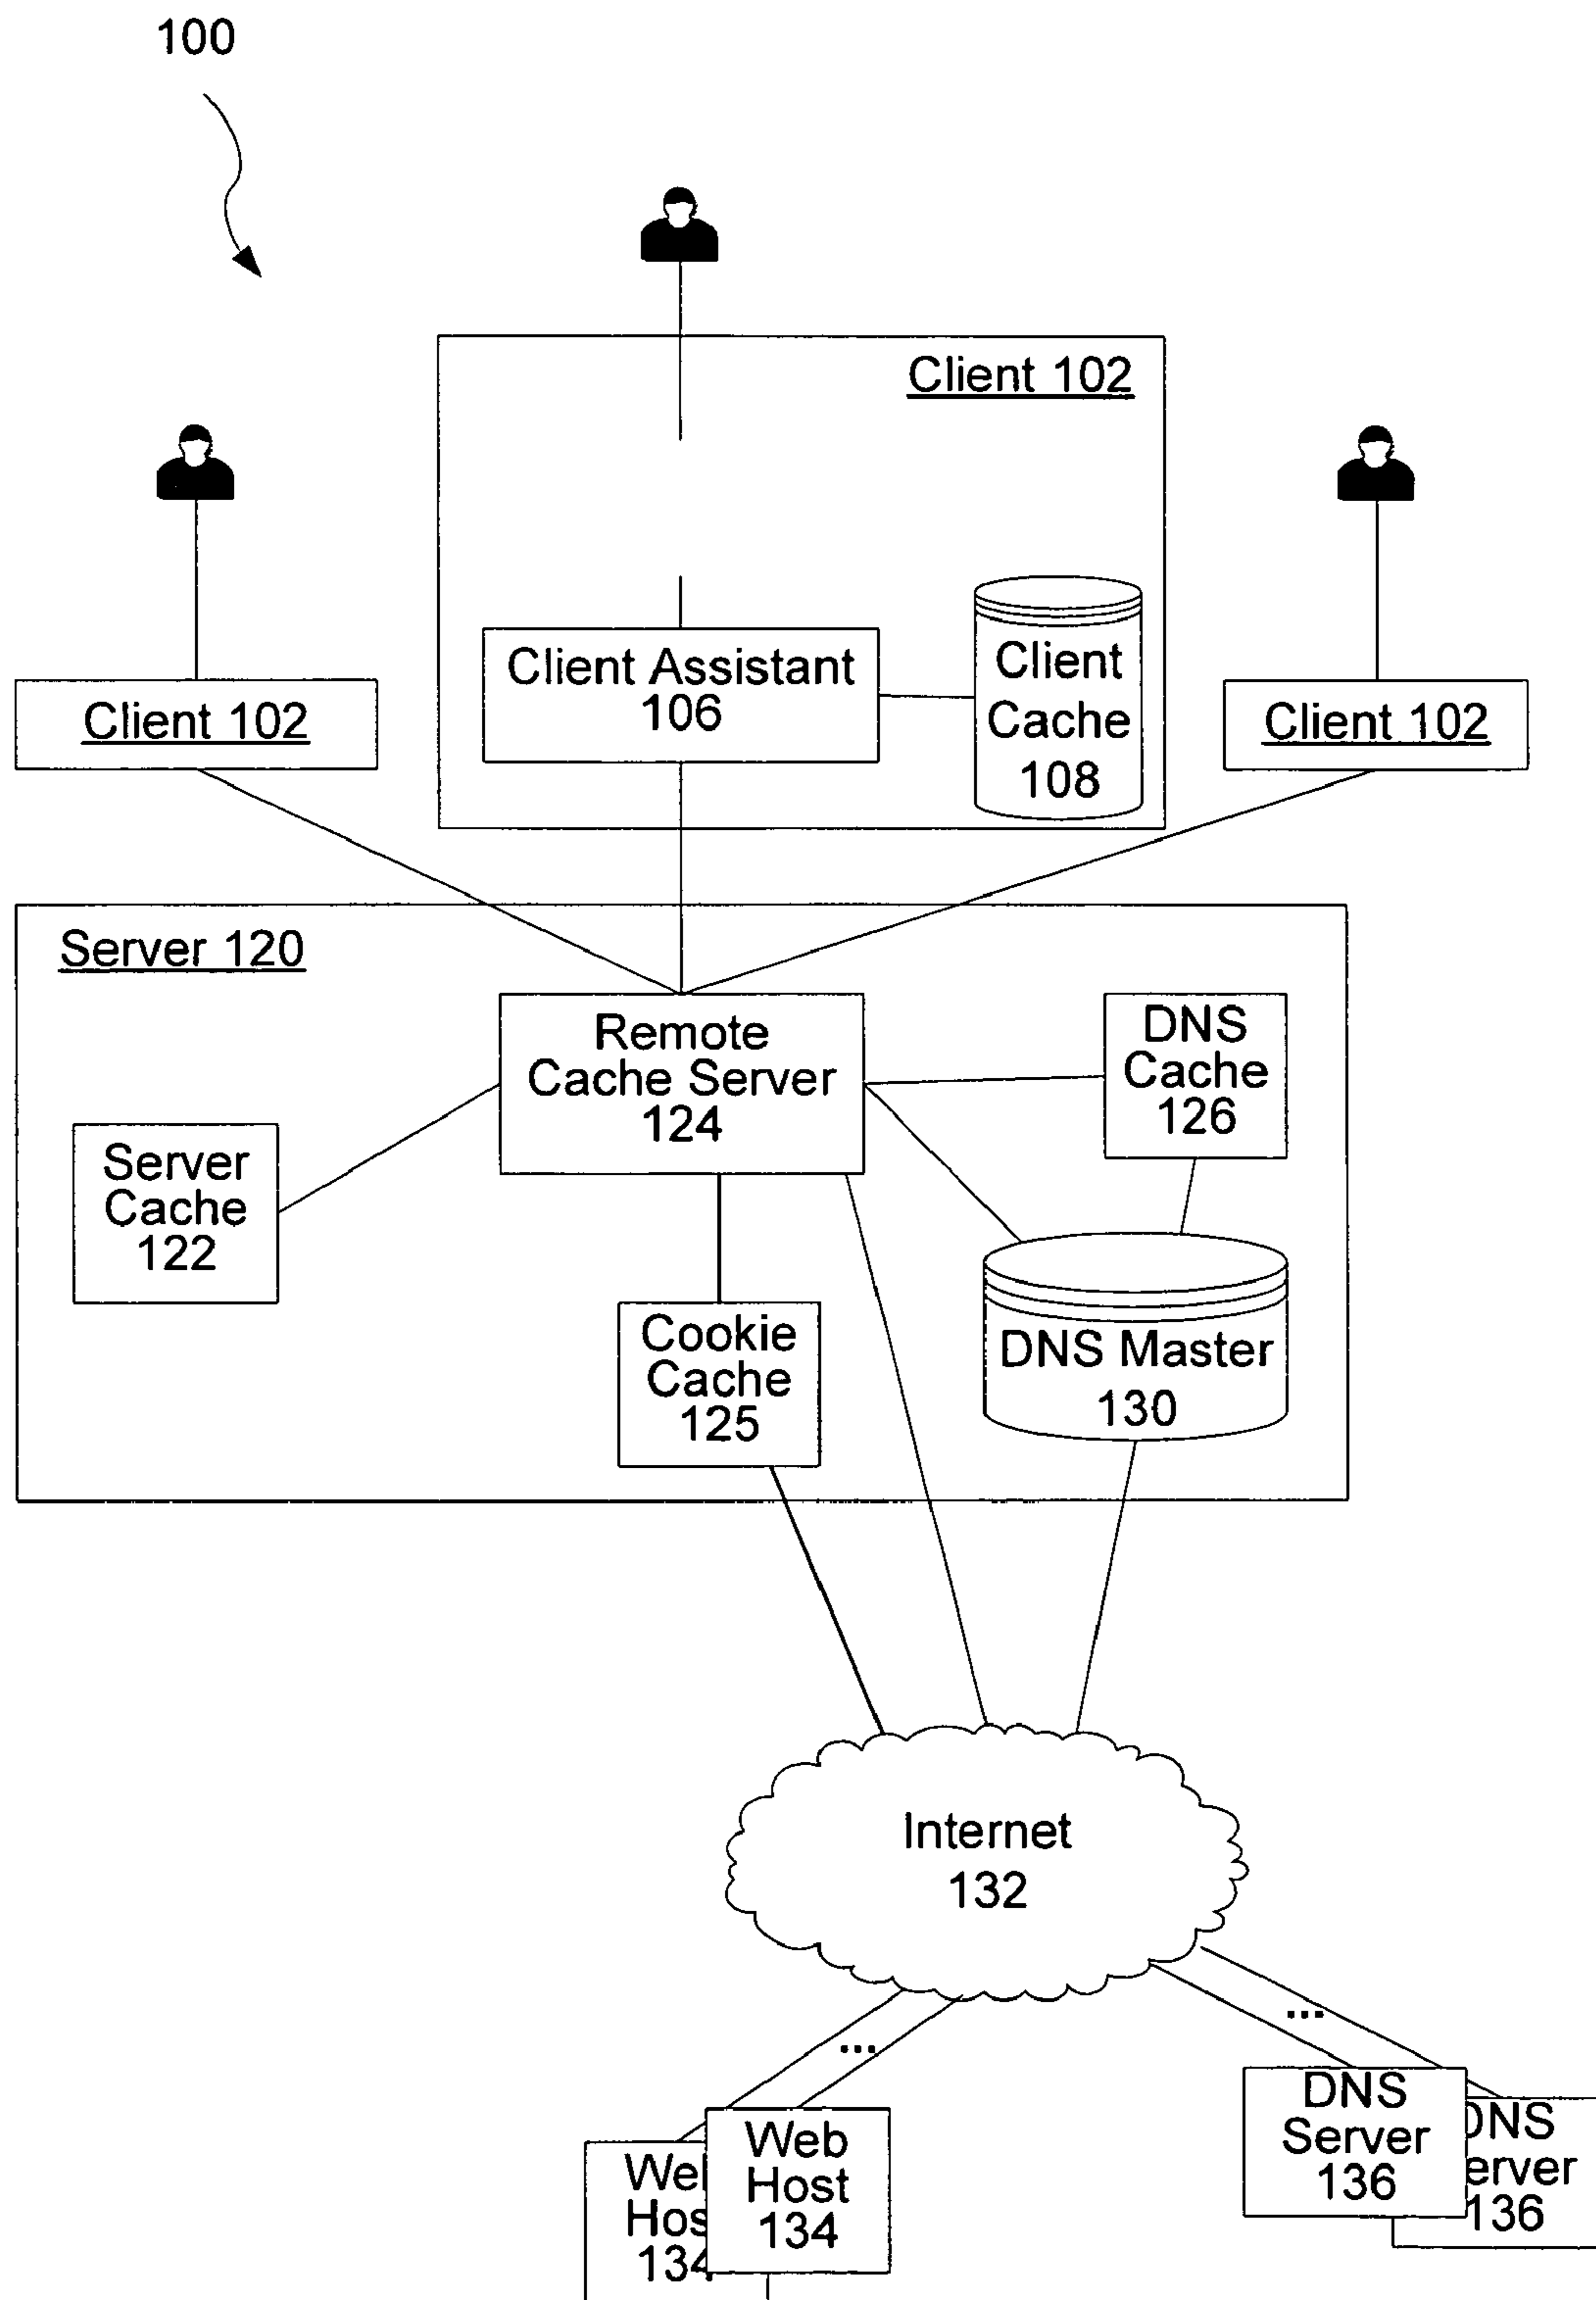 100
Client 102
Client 102
Client Assistant
106
Client
Cache
108
Client 102
Server 120
Remote
Cache Server
124
DNS
Cache
126
Server
Cache
122
Cookie
Cache
125
DNS Master
130
Internet
132
...
...
Web
Host
134
DNS
Server
136
136